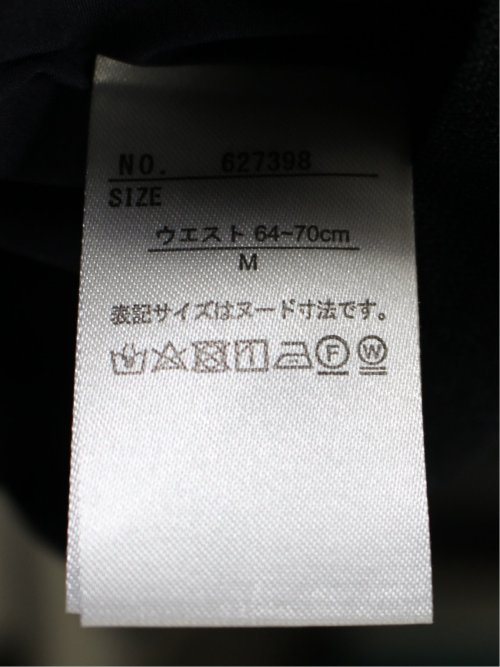 NO. 627398
SIZE
ウエスト 64~70cm
M
表記サイズはヌード寸法です。
F W